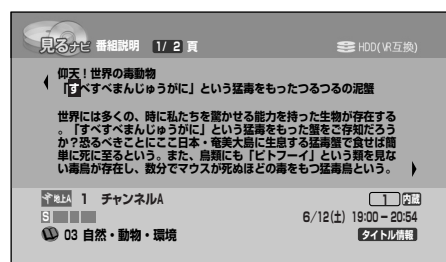 見るナビ 番組説明 1/ 2 頁 HDD(VR互換)
仰天!世界の毒動物
「すべすべまんじゅうがに」という猛毒をもったつるつるの泥蟹
世界には多くの、時に私たちを驚かせる能力を持った生物が存在する
。「すべすべまんじゅうがに」という猛毒をもった蟹をご存知だろう
か?恐るべきことにここ日本・奄美大島に生息する猛毒蟹で食せば簡
単に死に至るという。また、鳥類にも「ピトフーイ」という類を見な
い毒鳥が存在し、数分でマウスが死ぬほどの毒をもつ猛毒鳥という。
地上A 1 チャンネルA 1 内蔵
S 6/12(土) 19:00-20:54
03 自然・動物・環境 タイトル情報